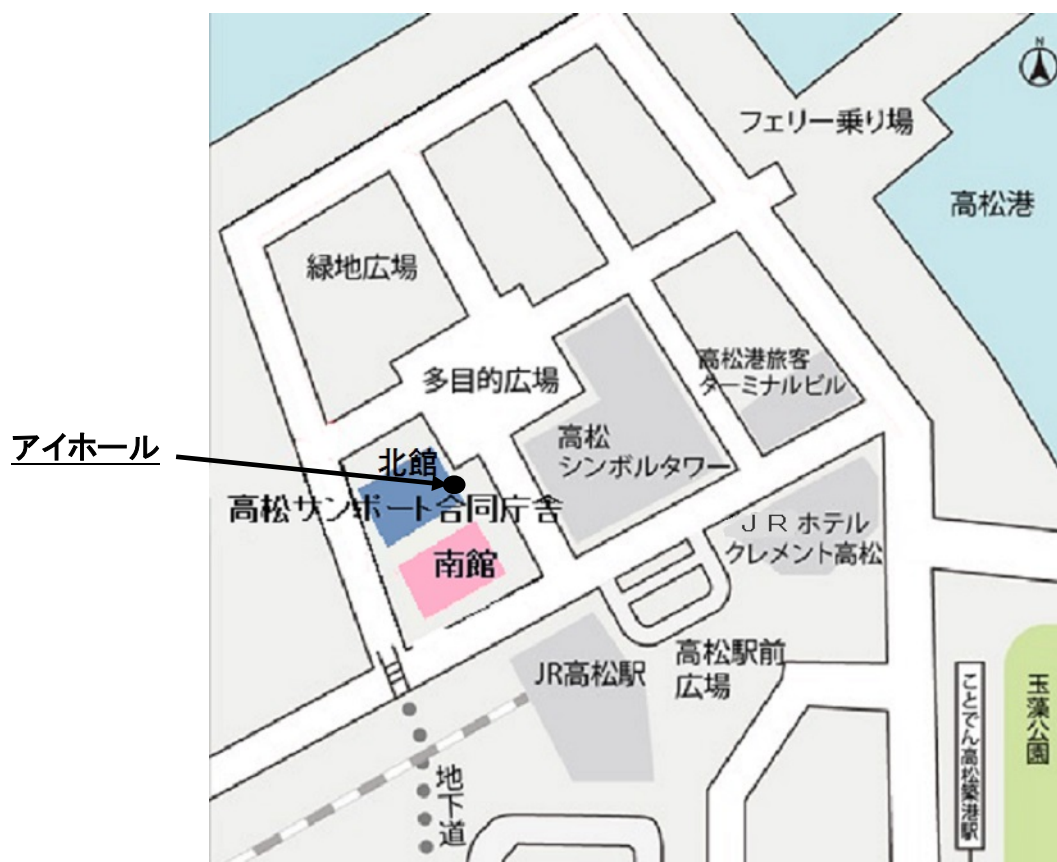 N
フェリー乗り場
高松港
緑地広場
高松港旅客
ターミナルビル
多目的広場
高松
シンボルタワー
アイホール
北館
高松サンポート合同庁舎
JRホテル
クレメント高松
南館
高松駅前
広場
JR高松駅
ことでん高松築港駅
玉藻公園
地下道